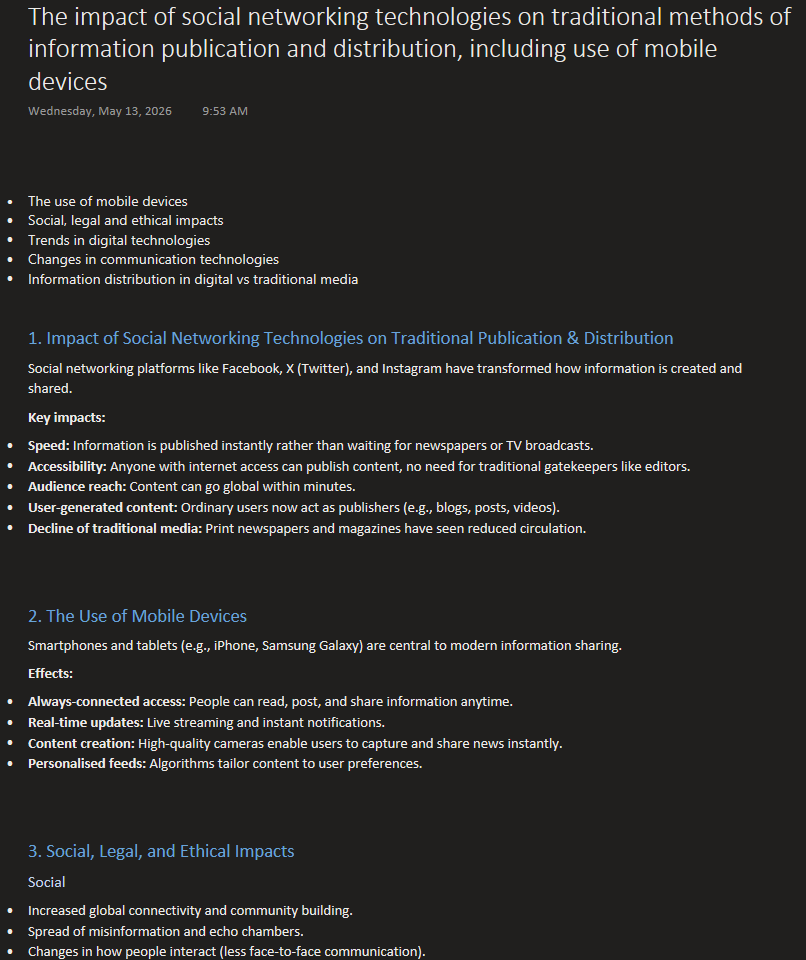 The impact of social networking technologies on traditional methods of
information publication and distribution, including use of mobile
devices
Wednesday, May 13, 2026 9:53 AM
• The use of mobile devices
• Social, legal and ethical impacts
• Trends in digital technologies
• Changes in communication technologies
• Information distribution in digital vs traditional media
1. Impact of Social Networking Technologies on Traditional Publication & Distribution
Social networking platforms like Facebook, X (Twitter), and Instagram have transformed how information is created and
shared.
Key impacts:
• Speed: Information is published instantly rather than waiting for newspapers or TV broadcasts.
• Accessibility: Anyone with internet access can publish content, no need for traditional gatekeepers like editors.
• Audience reach: Content can go global within minutes.
• User-generated content: Ordinary users now act as publishers (e.g., blogs, posts, videos).
• Decline of traditional media: Print newspapers and magazines have seen reduced circulation.
2. The Use of Mobile Devices
Smartphones and tablets (e.g., iPhone, Samsung Galaxy) are central to modern information sharing.
Effects:
• Always-connected access: People can read, post, and share information anytime.
• Real-time updates: Live streaming and instant notifications.
• Content creation: High-quality cameras enable users to capture and share news instantly.
• Personalised feeds: Algorithms tailor content to user preferences.
3. Social, Legal, and Ethical Impacts
Social
• Increased global connectivity and community building.
• Spread of misinformation and echo chambers.
• Changes in how people interact (less face-to-face communication).